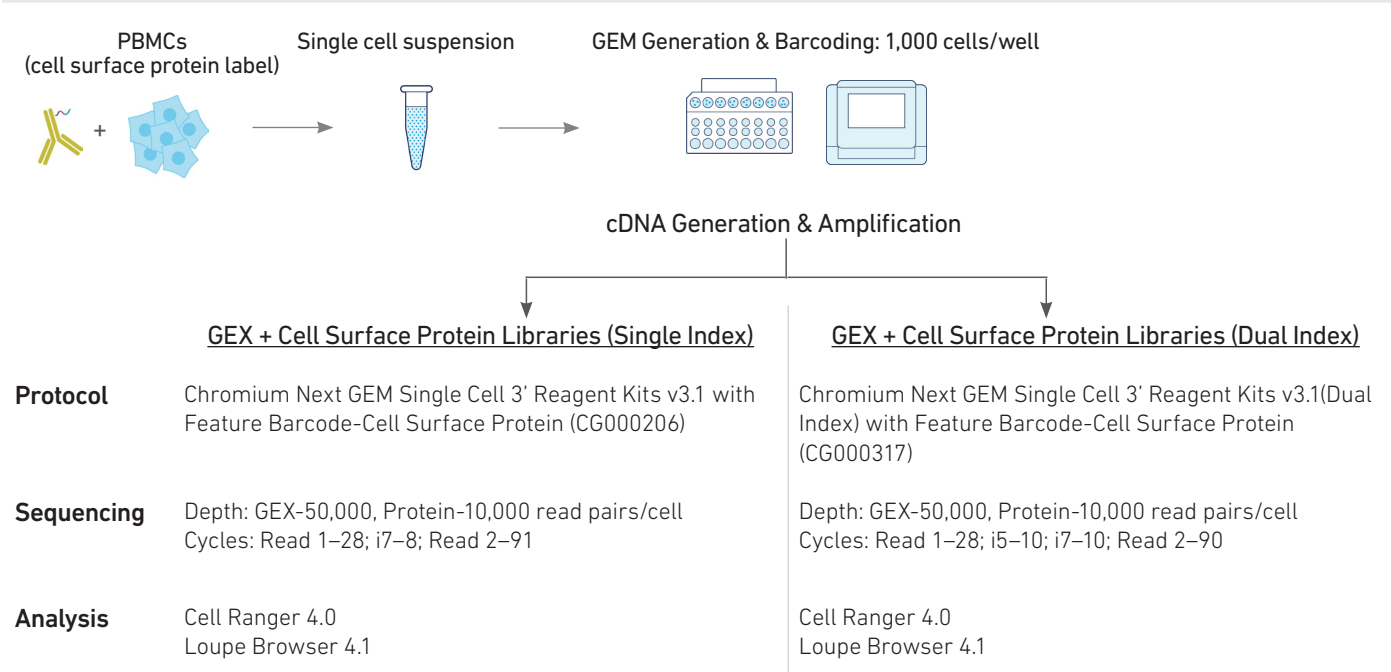 PBMCs
(cell surface protein label)
Single cell suspension
GEM Generation & Barcoding: 1,000 cells/well
+
cDNA Generation & Amplification
GEX + Cell Surface Protein Libraries (Single Index)
GEX + Cell Surface Protein Libraries (Dual Index)
Protocol
Chromium Next GEM Single Cell 3’ Reagent Kits v3.1 with
Feature Barcode-Cell Surface Protein (CG000206)
Chromium Next GEM Single Cell 3’ Reagent Kits v3.1(Dual
Index) with Feature Barcode-Cell Surface Protein
(CG000317)
Sequencing
Depth: GEX-50,000, Protein-10,000 read pairs/cell
Cycles: Read 1–28; i7–8; Read 2–91
Depth: GEX-50,000, Protein-10,000 read pairs/cell
Cycles: Read 1–28; i5–10; i7–10; Read 2–90
Analysis
Cell Ranger 4.0
Loupe Browser 4.1
Cell Ranger 4.0
Loupe Browser 4.1